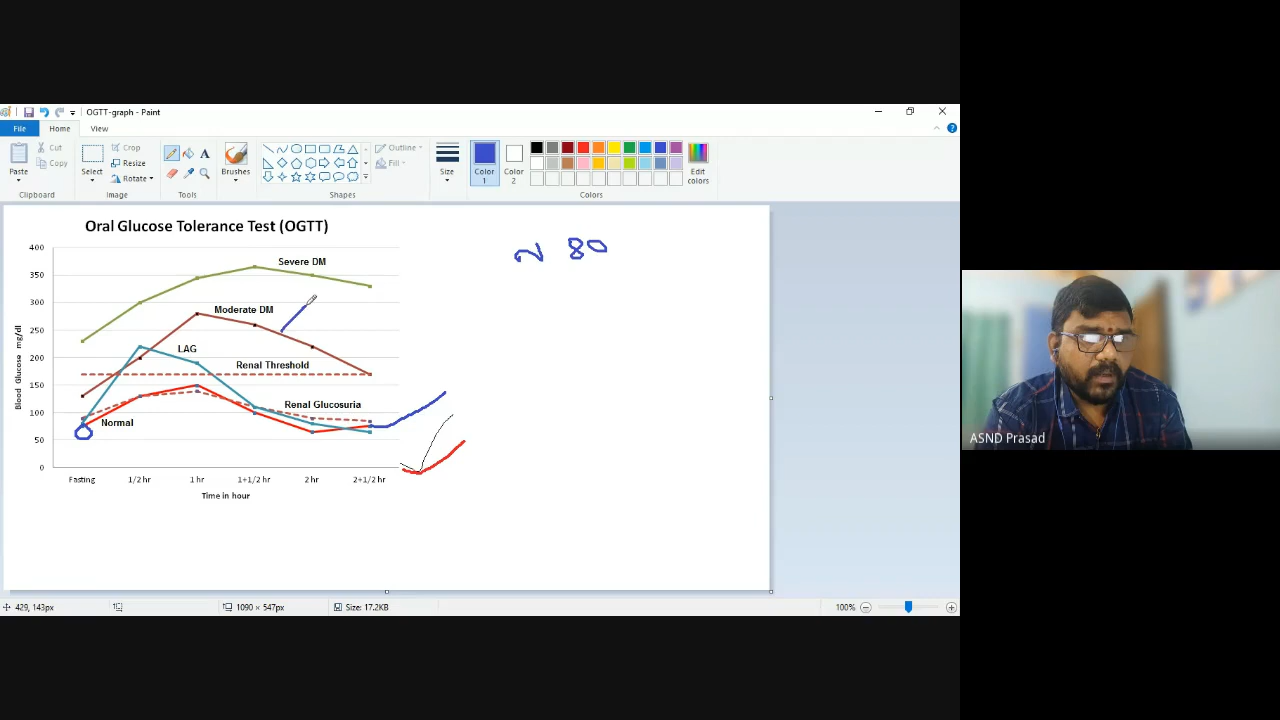 OGTT-graph - Paint
File Home View
Paste Cut Copy Clipboard
Select Crop Resize Rotate Image
A Tools
Brushes
Outline Fill Shapes
Size
Color 1 Color 2 Edit colors Colors
Oral Glucose Tolerance Test (OGTT)
~ 80
Blood Glucose mg/dl
400
350
300
250
200
150
100
50
0
Severe DM
Moderate DM
LAG
Renal Threshold
Renal Glucosuria
Normal
Fasting 1/2 hr 1 hr 1+1/2 hr 2 hr 2+1/2 hr
Time in hour
ASND Prasad
429, 143px 1090 × 547px Size: 17.2KB 100%